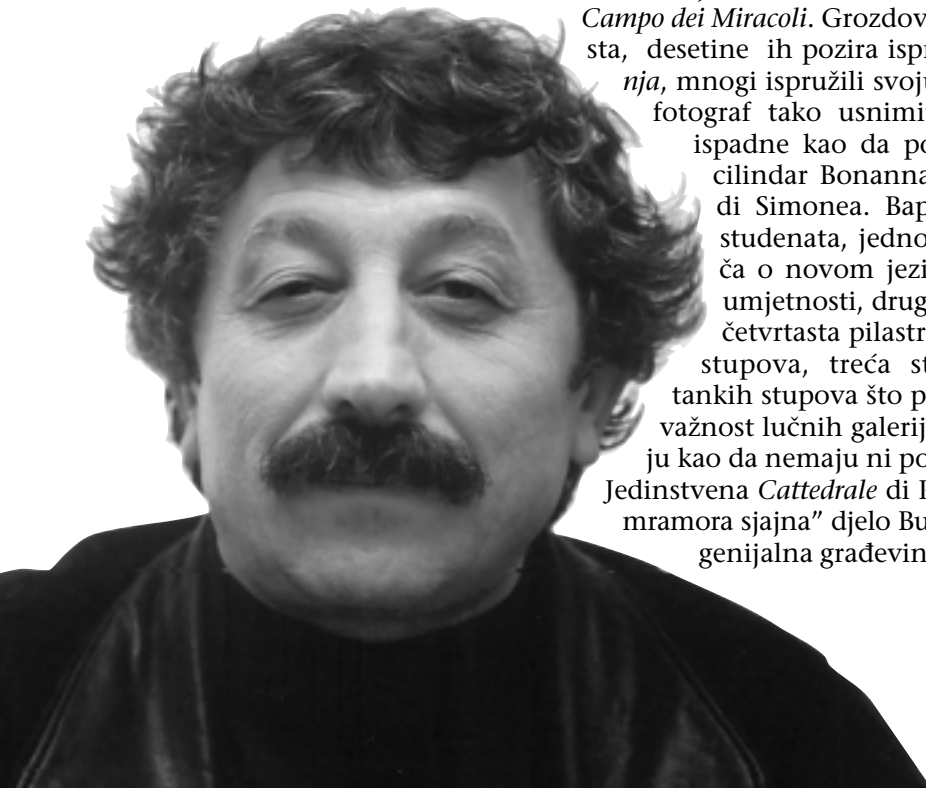 Campo dei Miracoli. Grozdov
sta, desetine ih pozira ispr
nja, mnogi ispružili svoju
fotograf tako usnimi
ispadne kao da po
cilindar Bonanna
di Simonea. Bap
studenata, jedno
ča o novom jezi
umjetnosti, drug
četvrtasta pilastr
stupova, treća st
tankih stupova što p
važnost lučnih galerij
ju kao da nemaju ni po
Jedinstvena Cattedrale di
mramora sjajna” djelo Bu
genijalna građevin